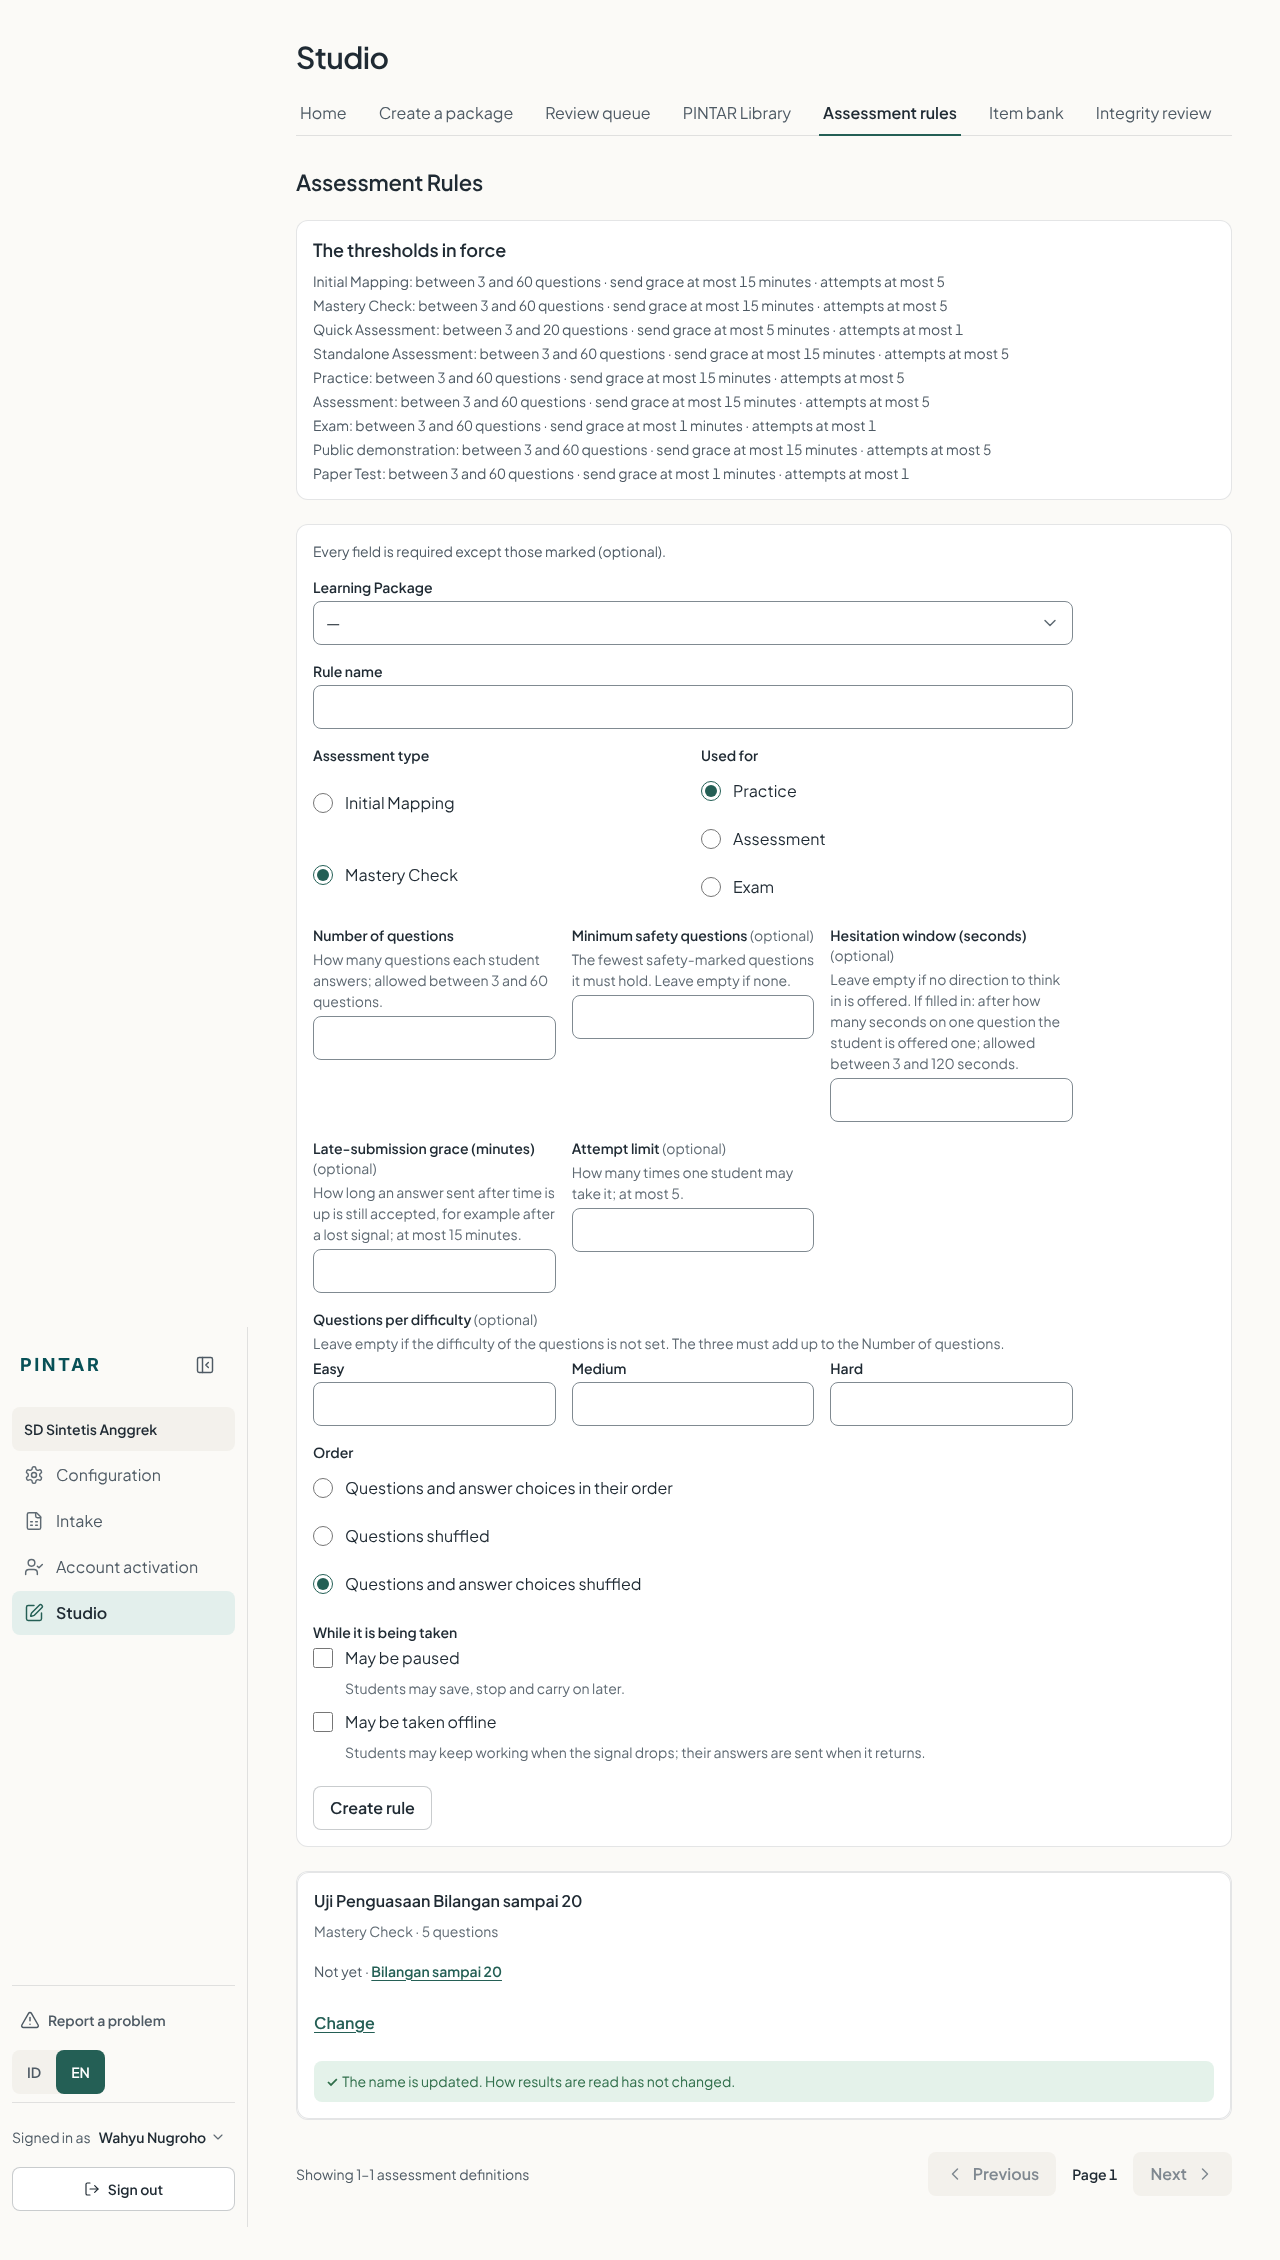 Studio
Home
Create a package
Review queue
PINTAR Library
Assessment rules
Item bank
Integrity review
Assessment Rules
The thresholds in force
Initial Mapping: between 3 and 60 questions · send grace at most 15 minutes · attempts at most 5
Mastery Check: between 3 and 60 questions · send grace at most 15 minutes · attempts at most 5
Quick Assessment: between 3 and 20 questions · send grace at most 5 minutes · attempts at most 1
Standalone Assessment: between 3 and 60 questions · send grace at most 15 minutes · attempts at most 5
Practice: between 3 and 60 questions · send grace at most 15 minutes · attempts at most 5
Assessment: between 3 and 60 questions · send grace at most 15 minutes · attempts at most 5
Exam: between 3 and 60 questions · send grace at most 1 minutes · attempts at most 1
Public demonstration: between 3 and 60 questions · send grace at most 15 minutes · attempts at most 5
Paper Test: between 3 and 60 questions · send grace at most 1 minutes · attempts at most 1
Every field is required except those marked (optional).
Learning Package
—
Rule name
Assessment type
Initial Mapping
Mastery Check
Used for
Practice
Assessment
Exam
Number of questions
How many questions each student
answers; allowed between 3 and 60
questions.
Minimum safety questions (optional)
The fewest safety-marked questions
it must hold. Leave empty if none.
Hesitation window (seconds)
(optional)
Leave empty if no direction to think
in is offered. If filled in: after how
many seconds on one question the
student is offered one; allowed
between 3 and 120 seconds.
Late-submission grace (minutes)
(optional)
How long an answer sent after time is
up is still accepted, for example after
a lost signal; at most 15 minutes.
Attempt limit (optional)
How many times one student may
take it; at most 5.
Questions per difficulty (optional)
Leave empty if the difficulty of the questions is not set. The three must add up to the Number of questions.
Easy
Medium
Hard
Order
Questions and answer choices in their order
Questions shuffled
Questions and answer choices shuffled
While it is being taken
May be paused
Students may save, stop and carry on later.
May be taken offline
Students may keep working when the signal drops; their answers are sent when it returns.
Create rule
Uji Penguasaan Bilangan sampai 20
Mastery Check · 5 questions
Not yet · Bilangan sampai 20
Change
✓ The name is updated. How results are read has not changed.
Showing 1–1 assessment definitions
Previous
Page 1
Next
PINTAR
SD Sintetis Anggrek
Configuration
Intake
Account activation
Studio
Report a problem
ID
EN
Signed in as Wahyu Nugroho
Sign out